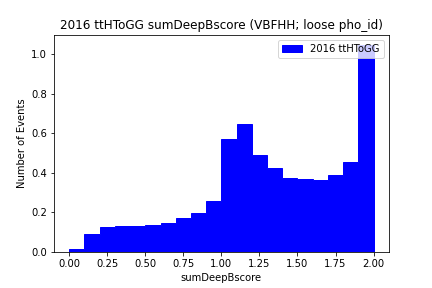 2016 ttHToGG sumDeepBscore (VBFHH; loose pho_id)
2016 ttHToGG
Number of Events
1.0
0.8
0.6
0.4
0.2
0.0
0.00 0.25 0.50 0.75 1.00 1.25 1.50 1.75 2.00
sumDeepBscore